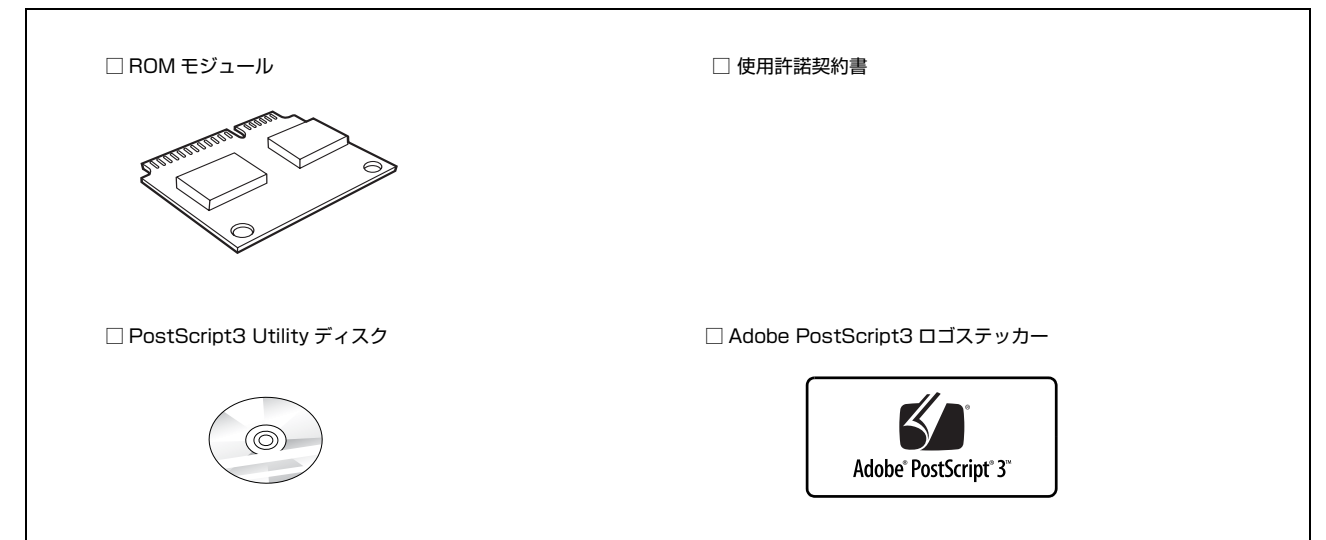 □ ROM モジュール
□ 使用許諾契約書
□ PostScript3 Utility ディスク
□ Adobe PostScript3 ロゴステッカー
®
Adobe® PostScript® 3™